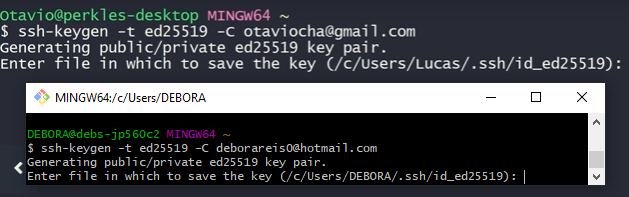 Otavio@perkles-desktop MINGW64 ~
$ ssh-keygen -t ed25519 -C otaviocha@gmail.com
Generating public/private ed25519 key pair.
Enter file in which to save the key (/c/Users/Lucas/.ssh/id_ed25519):
MINGW64:/c/Users/DEBORA
DEBORA@debs-jp560c2 MINGW64 ~
$ ssh-keygen -t ed25519 -C deborareis0@hotmail.com
Generating public/private ed25519 key pair.
Enter file in which to save the key (/c/Users/DEBORA/.ssh/id_ed25519):